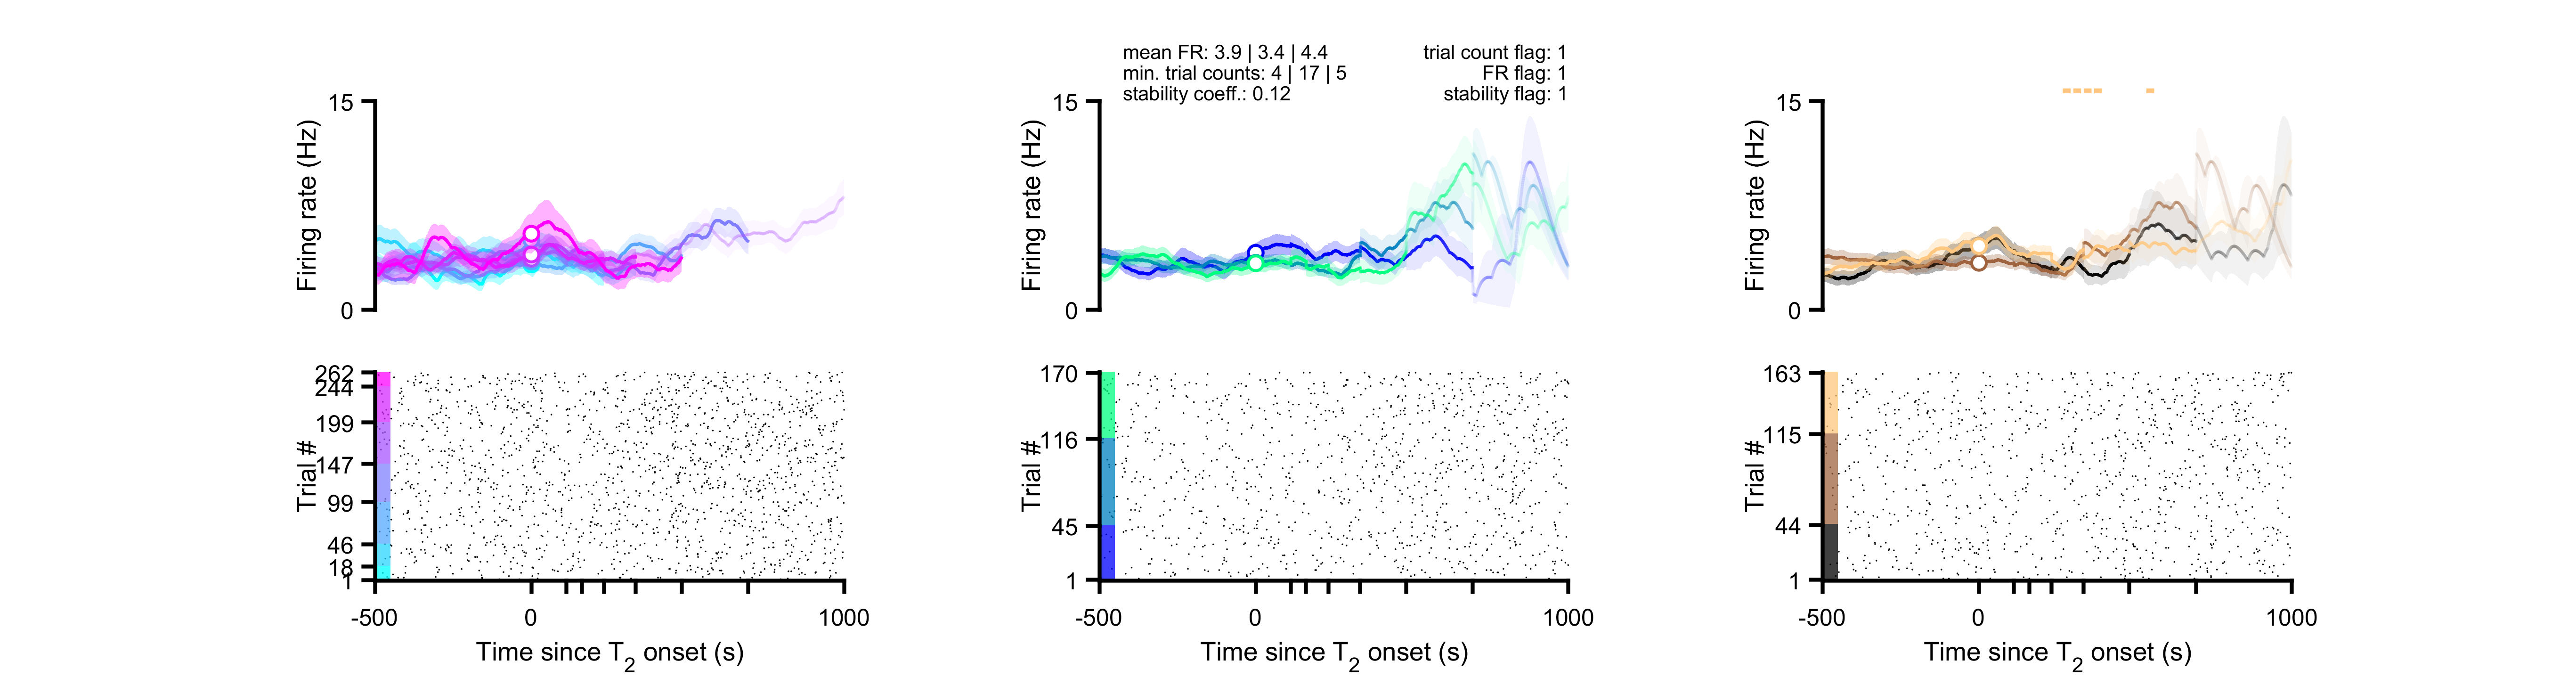 mean FR: 3.9 | 3.4 | 4.4
min. trial counts: 4 | 17 | 5
stability coeff.: 0.12
trial count flag: 1
FR flag: 1
stability flag: 1
Firing rate (Hz)
15
0
Firing rate (Hz)
15
0
Firing rate (Hz)
15
0
Trial #
262
244
199
147
99
46
18
8
1
-500
0
1000
Time since T2 onset (s)
Trial #
170
116
45
1
-500
0
1000
Time since T2 onset (s)
Trial #
163
115
44
1
-500
0
1000
Time since T2 onset (s)